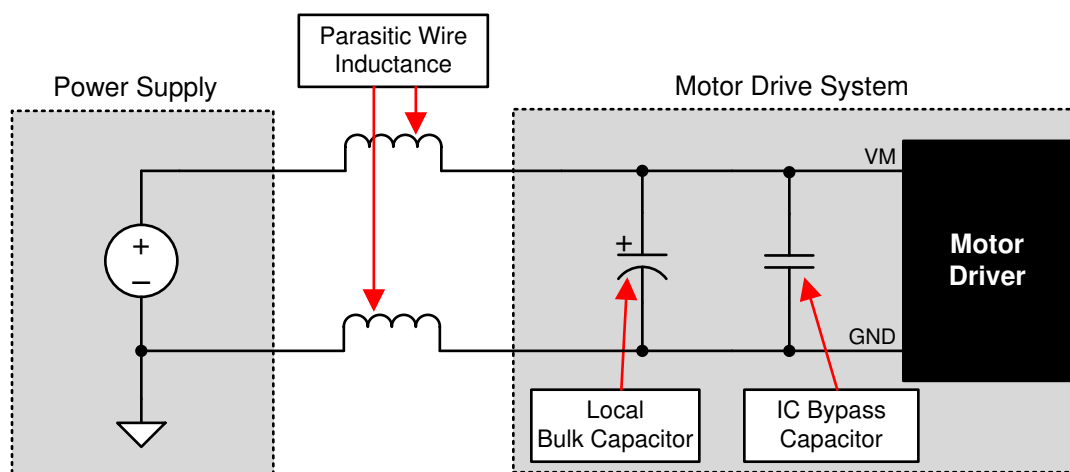 Parasitic Wire
Inductance
Power Supply
Motor Drive System
VM
+
–
+
Motor
Driver
GND
Local
Bulk Capacitor
IC Bypass
Capacitor